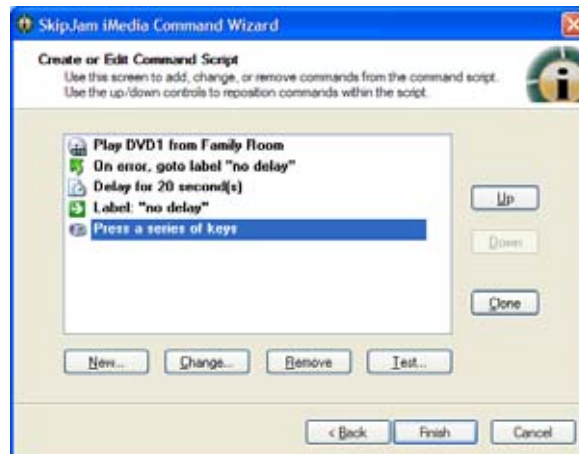 SkipJam iMedia Command Wizard
Create or Edit Command Script
Use this screen to add, change, or remove commands from the command script.
Use the up/down controls to reposition commands within the script.
Play DVD1 from Family Room
On error, goto label "no delay"
Delay for 20 second(s)
Label: "no delay"
Press a series of keys
Up
Down
Clone
New... Change... Remove Test...
< Back Finish Cancel